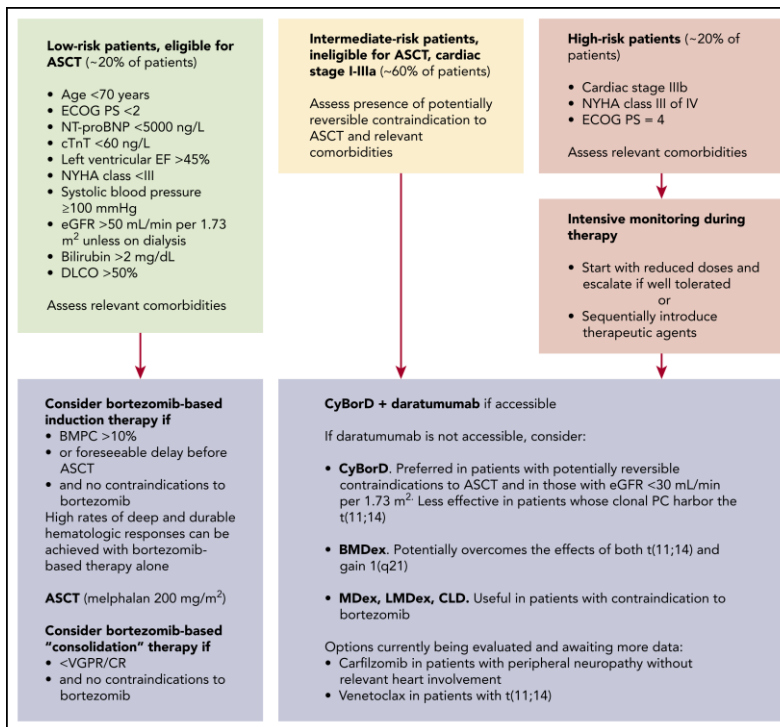 Low-risk patients, eligible for
ASCT (~20% of patients)
• Age <70 years
• ECOG PS <2
• NT-proBNP <5000 ng/L
• cTnT <60 ng/L
• Left ventricular EF >45%
• NYHA class <III
• Systolic blood pressure
≥100 mmHg
• eGFR >50 mL/min per 1.73
m² unless on dialysis
• Bilirubin >2 mg/dL
• DLCO >50%
Assess relevant comorbidities
Intermediate-risk patients,
ineligible for ASCT, cardiac
stage I-IIIa (~60% of patients)
Assess presence of potentially
reversible contraindication to
ASCT and relevant
comorbidities
High-risk patients (~20% of
patients)
• Cardiac stage IIIb
• NYHA class III of IV
• ECOG PS = 4
Assess relevant comorbidities
Intensive monitoring during
therapy
• Start with reduced doses and
escalate if well tolerated
or
• Sequentially introduce
therapeutic agents
Consider bortezomib-based
induction therapy if
• BMPC >10%
• or foreseeable delay before
ASCT
• and no contraindications to
bortezomib
High rates of deep and durable
hematologic responses can be
achieved with bortezomib-
based therapy alone
ASCT (melphalan 200 mg/m²)
Consider bortezomib-based
“consolidation” therapy if
• <VGPR/CR
• and no contraindications to
bortezomib
CyBorD + daratumumab if accessible
If daratumumab is not accessible, consider:
• CyBorD. Preferred in patients with potentially reversible
contraindications to ASCT and in those with eGFR <30 mL/min
per 1.73 m². Less effective in patients whose clonal PC harbor the
t(11;14)
• BMDex. Potentially overcomes the effects of both t(11;14) and
gain 1(q21)
• MDex, LMDex, CLD. Useful in patients with contraindication to
bortezomib
Options currently being evaluated and awaiting more data:
• Carfilzomib in patients with peripheral neuropathy without
relevant heart involvement
• Venetoclax in patients with t(11;14)